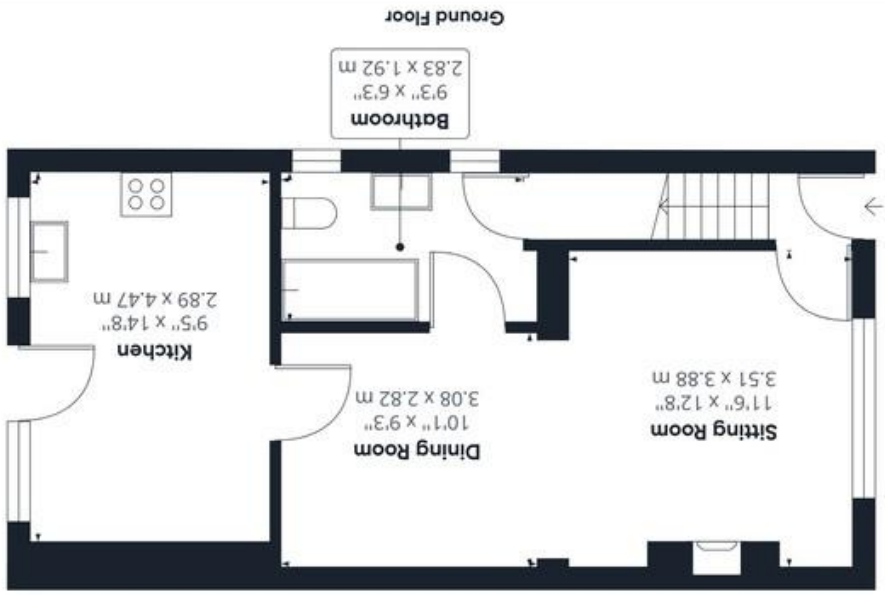 Sitting Room
11'6" x 12'8"
3.51 x 3.88 m
Dining Room
10'1" x 9'3"
3.08 x 2.82 m
Kitchen
9'5" x 14'8"
2.89 x 4.47 m
Bathroom
9'3" x 6'3"
2.83 x 1.92 m
Ground Floor